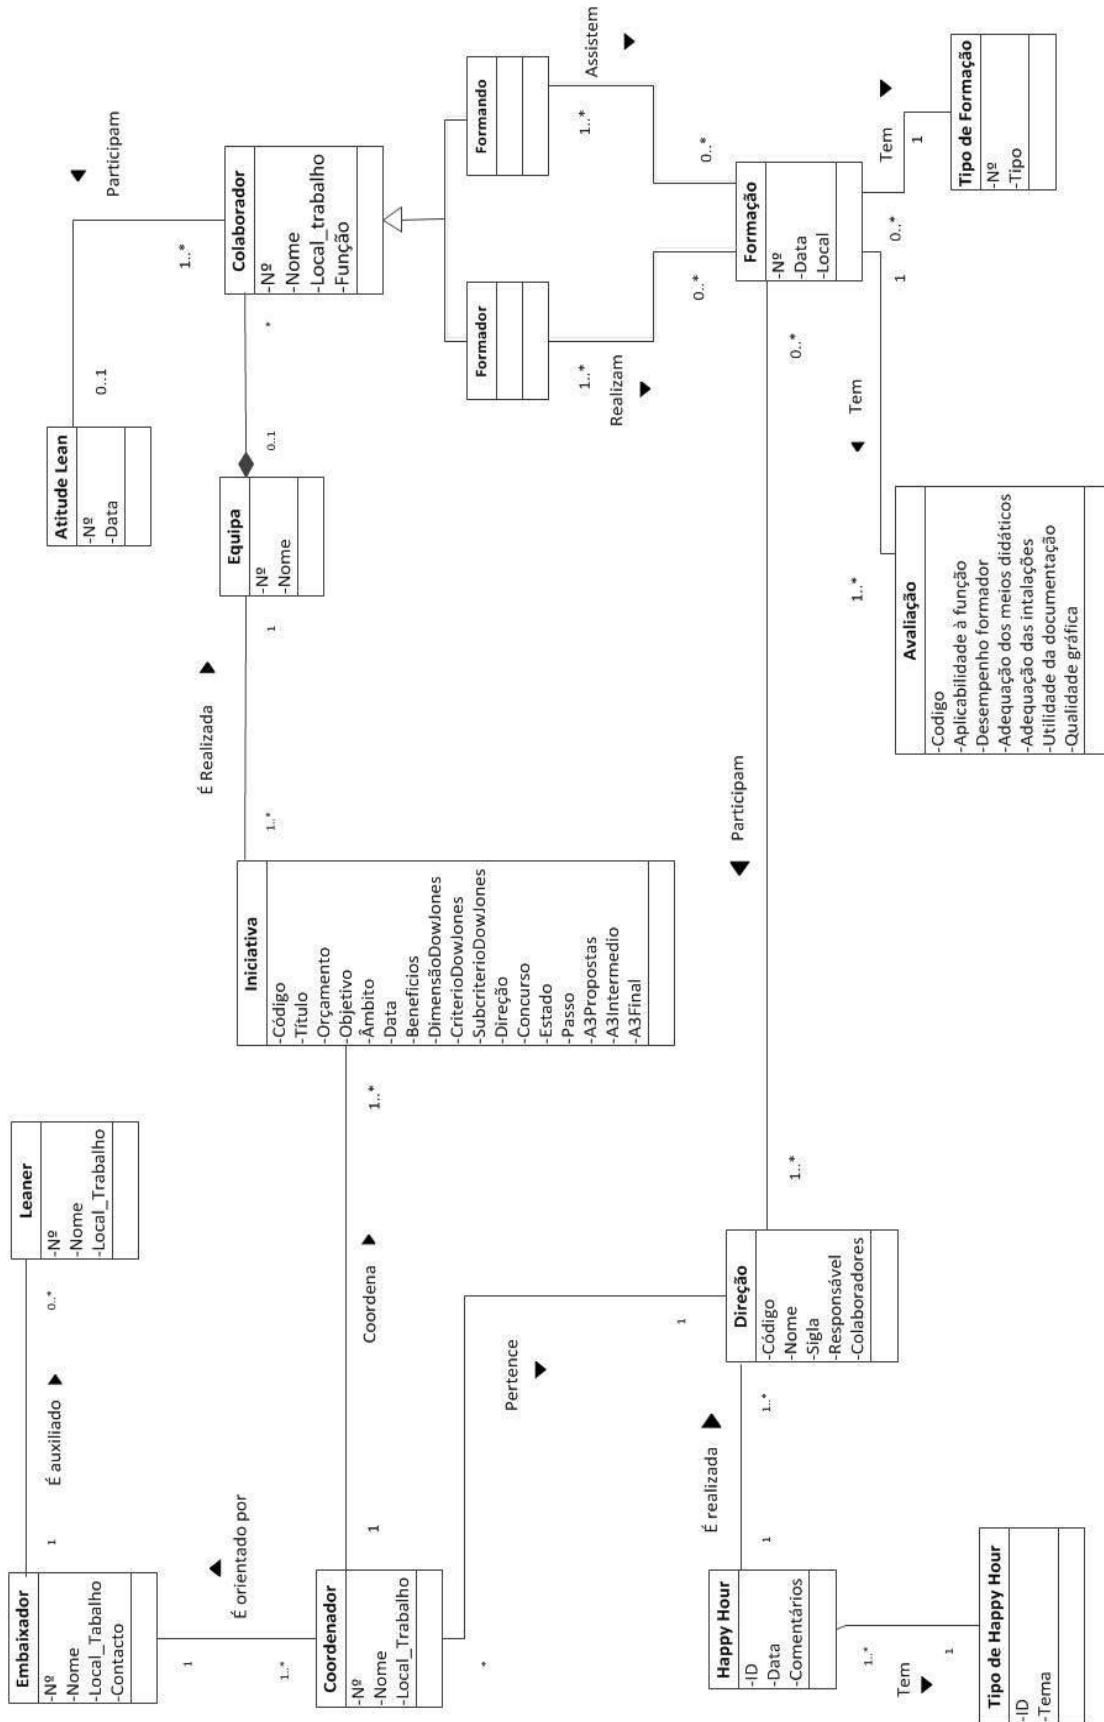 Embaixador
-Nº
-Nome
-Local_Tabalho
-Contacto
1
É auxiliado
0..*
Leaner
-Nº
-Nome
-Local_Trabalho
Atitude Lean
-Nº
-Data
0..1
Participam
1..*
1
É orientado por
1..*
Coordenador
-Nº
-Nome
-Local_Trabalho
1
Coordena
1..*
Iniciativa
-Código
-Título
-Orçamento
-Objetivo
-Âmbito
-Data
-Beneficios
-DimensãoDowJones
-CriterioDowJones
-SubcriterioDowJones
-Direção
-Concurso
-Estado
-Passo
-A3Propostas
-A3Intermedio
-A3Final
1..*
É Realizada
1
Equipa
-Nº
-Nome
0..1
*
Colaborador
-Nº
-Nome
-Local_trabalho
-Função
Formador
Formando
1..*
Realizam
0..*
1..*
Assistem
0..*
*
Pertence
1
Happy Hour
-ID
-Data
-Comentários
1
É realizada
1..*
Direção
-Código
-Nome
-Sigla
-Responsável
-Colaboradores
1..*
Participam
0..*
Formação
-Nº
-Data
-Local
1..*
Tem
1
1..*
Tem
1
0..*
Tem
1
Tipo de Happy Hour
-ID
-Tema
Avaliação
-Codigo
-Aplicabilidade à função
-Desempenho formador
-Adequação dos meios didáticos
-Adequação das intalações
-Utilidade da documentação
-Qualidade gráfica
Tipo de Formação
-Nº
-Tipo